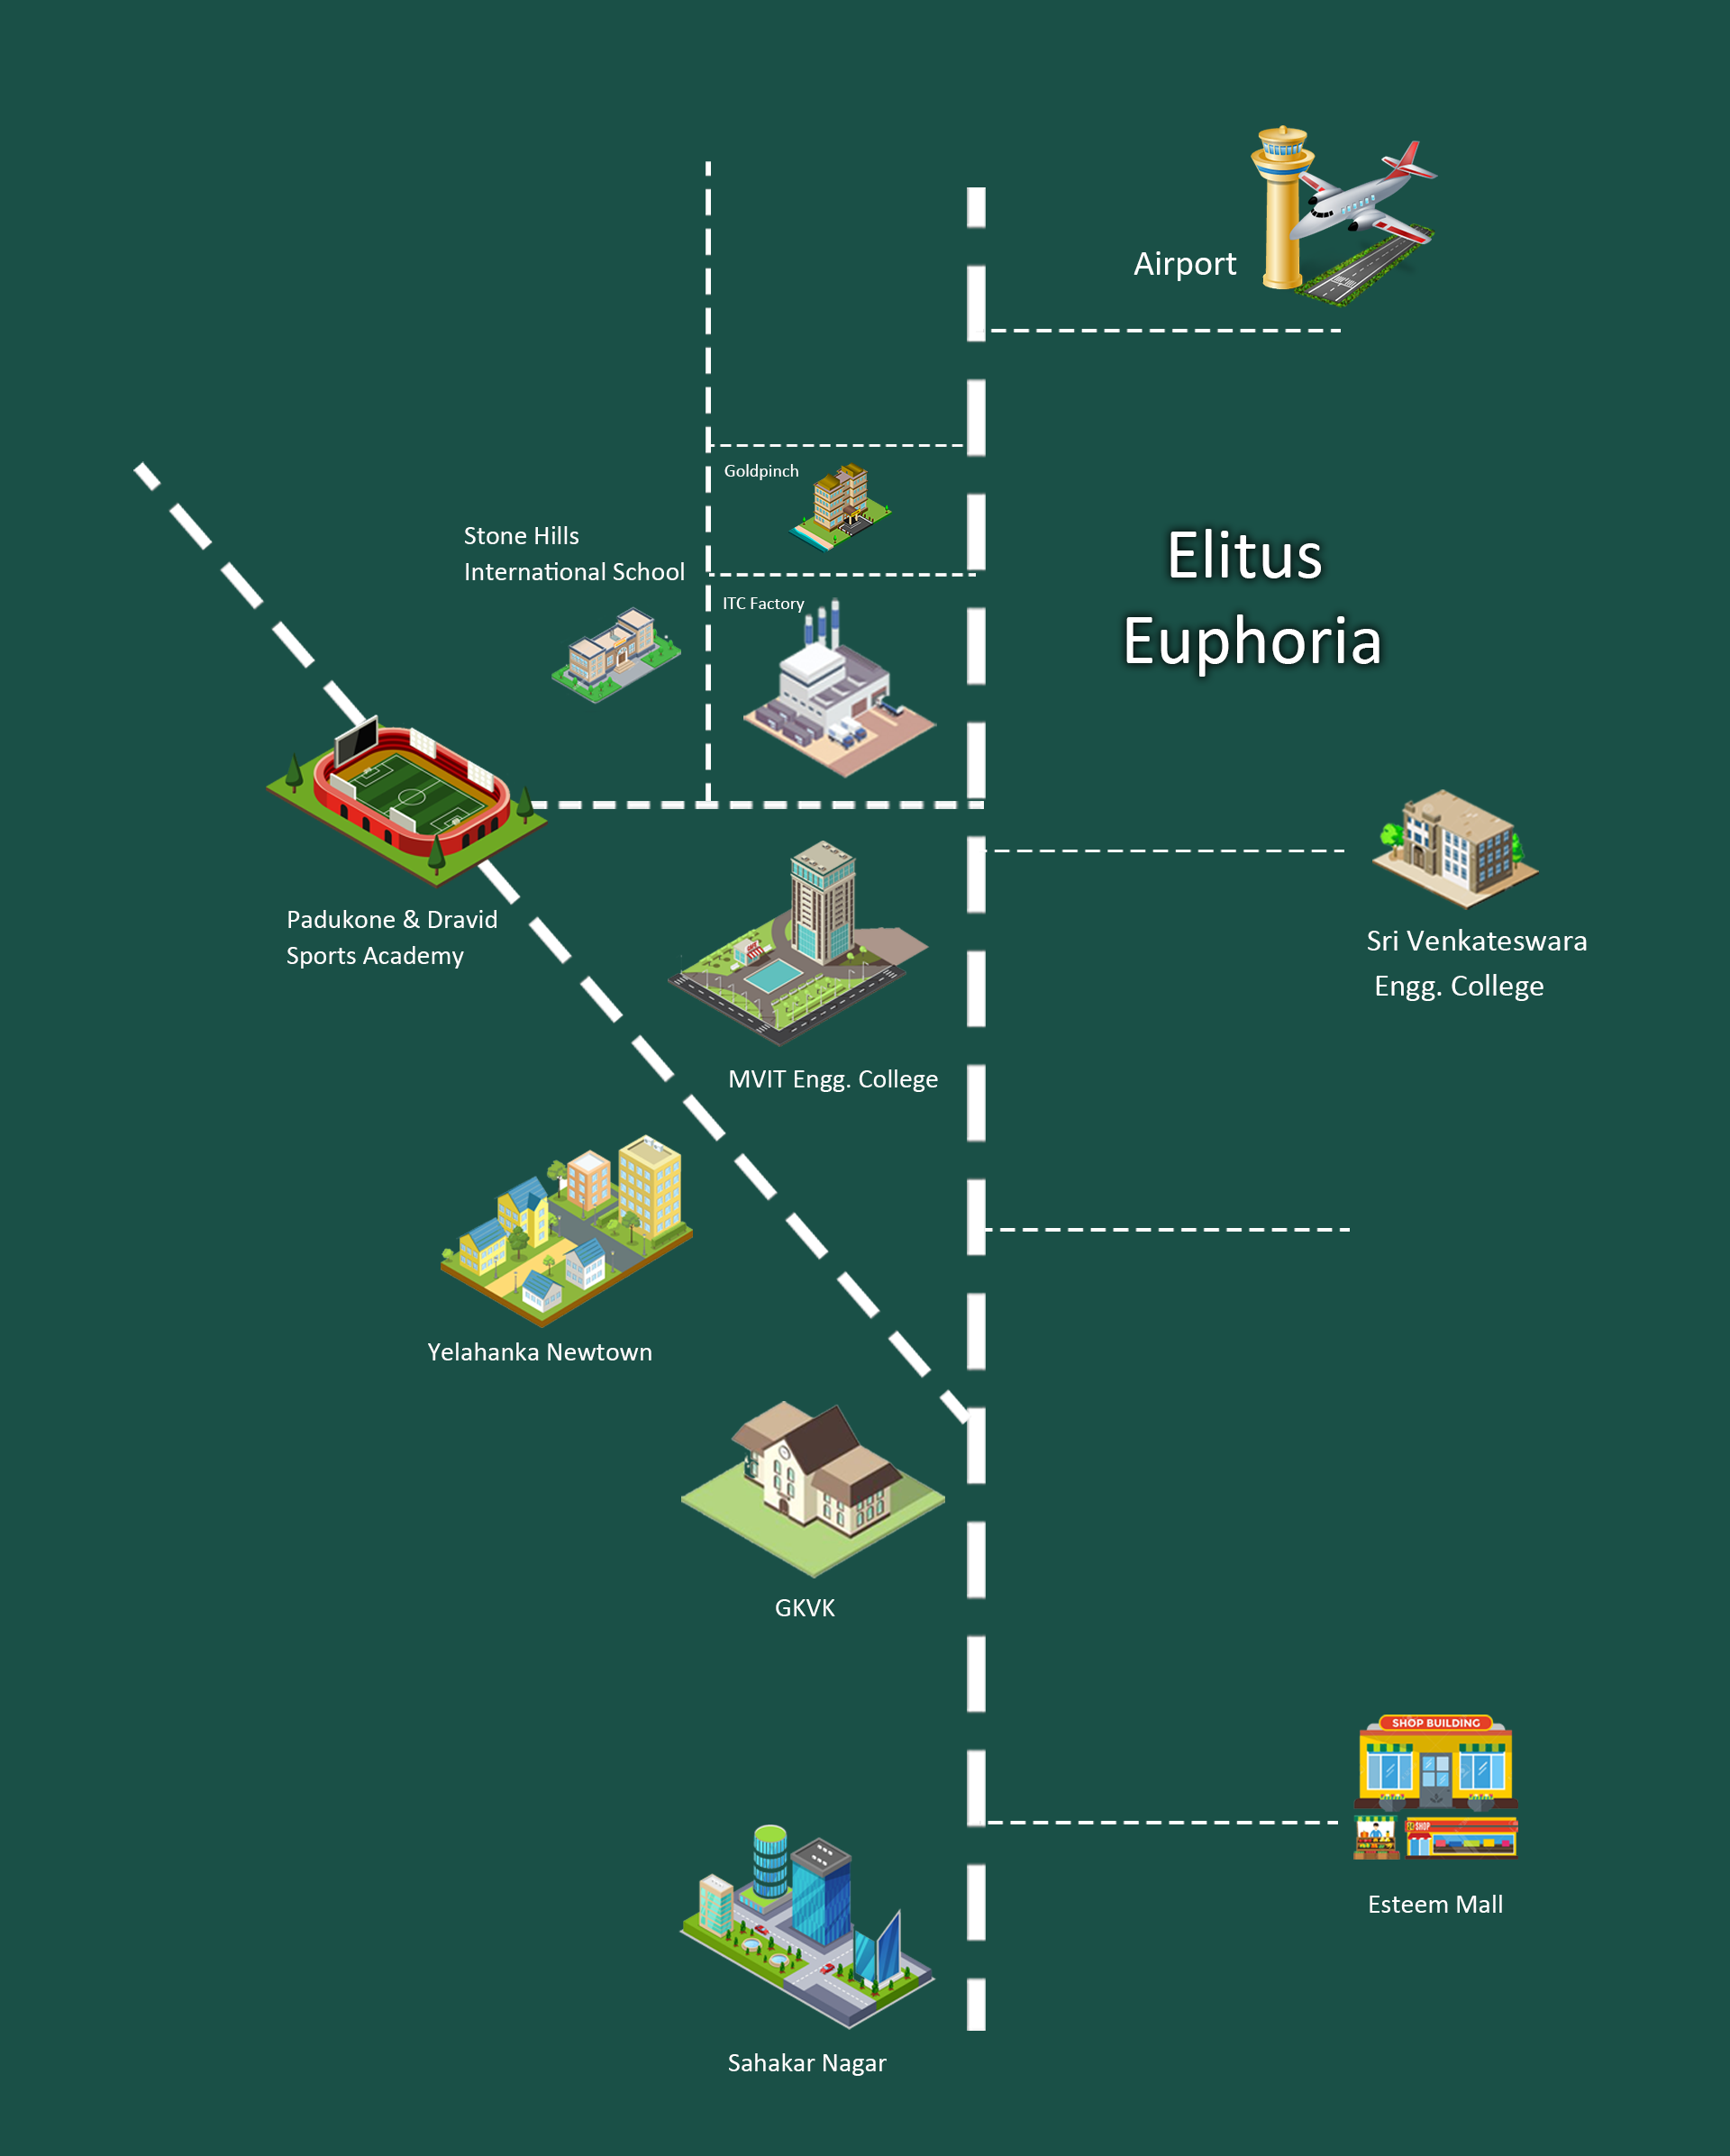 Airport
Goldpinch
Stone Hills
International School
ITC Factory
Elitus
Euphoria
Padukone & Dravid
Sports Academy
Sri Venkateswara
Engg. College
MVIT Engg. College
Yelahanka Newtown
GKVK
SHOP BUILDING
SHOP
Esteem Mall
Sahakar Nagar